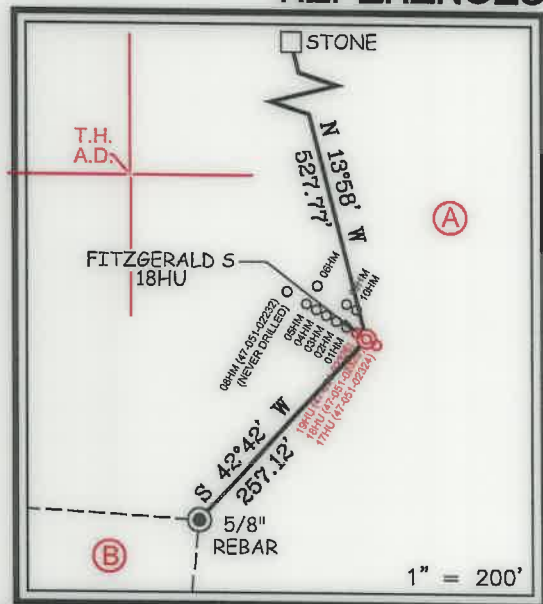 STONE
N 13°58' W
527.77'
T.H.
A.D.
A
FITZGERALD S
18HU
06HM
10HM
08HM (47-051-02232)
(NEVER DRILLED)
05HM
04HM
03HM
02HM
01HM
19HU
18HU (47-051-
17HU (47-051-02324)
S 42°42' W
257.12'
5/8"
REBAR
B
1" = 200'